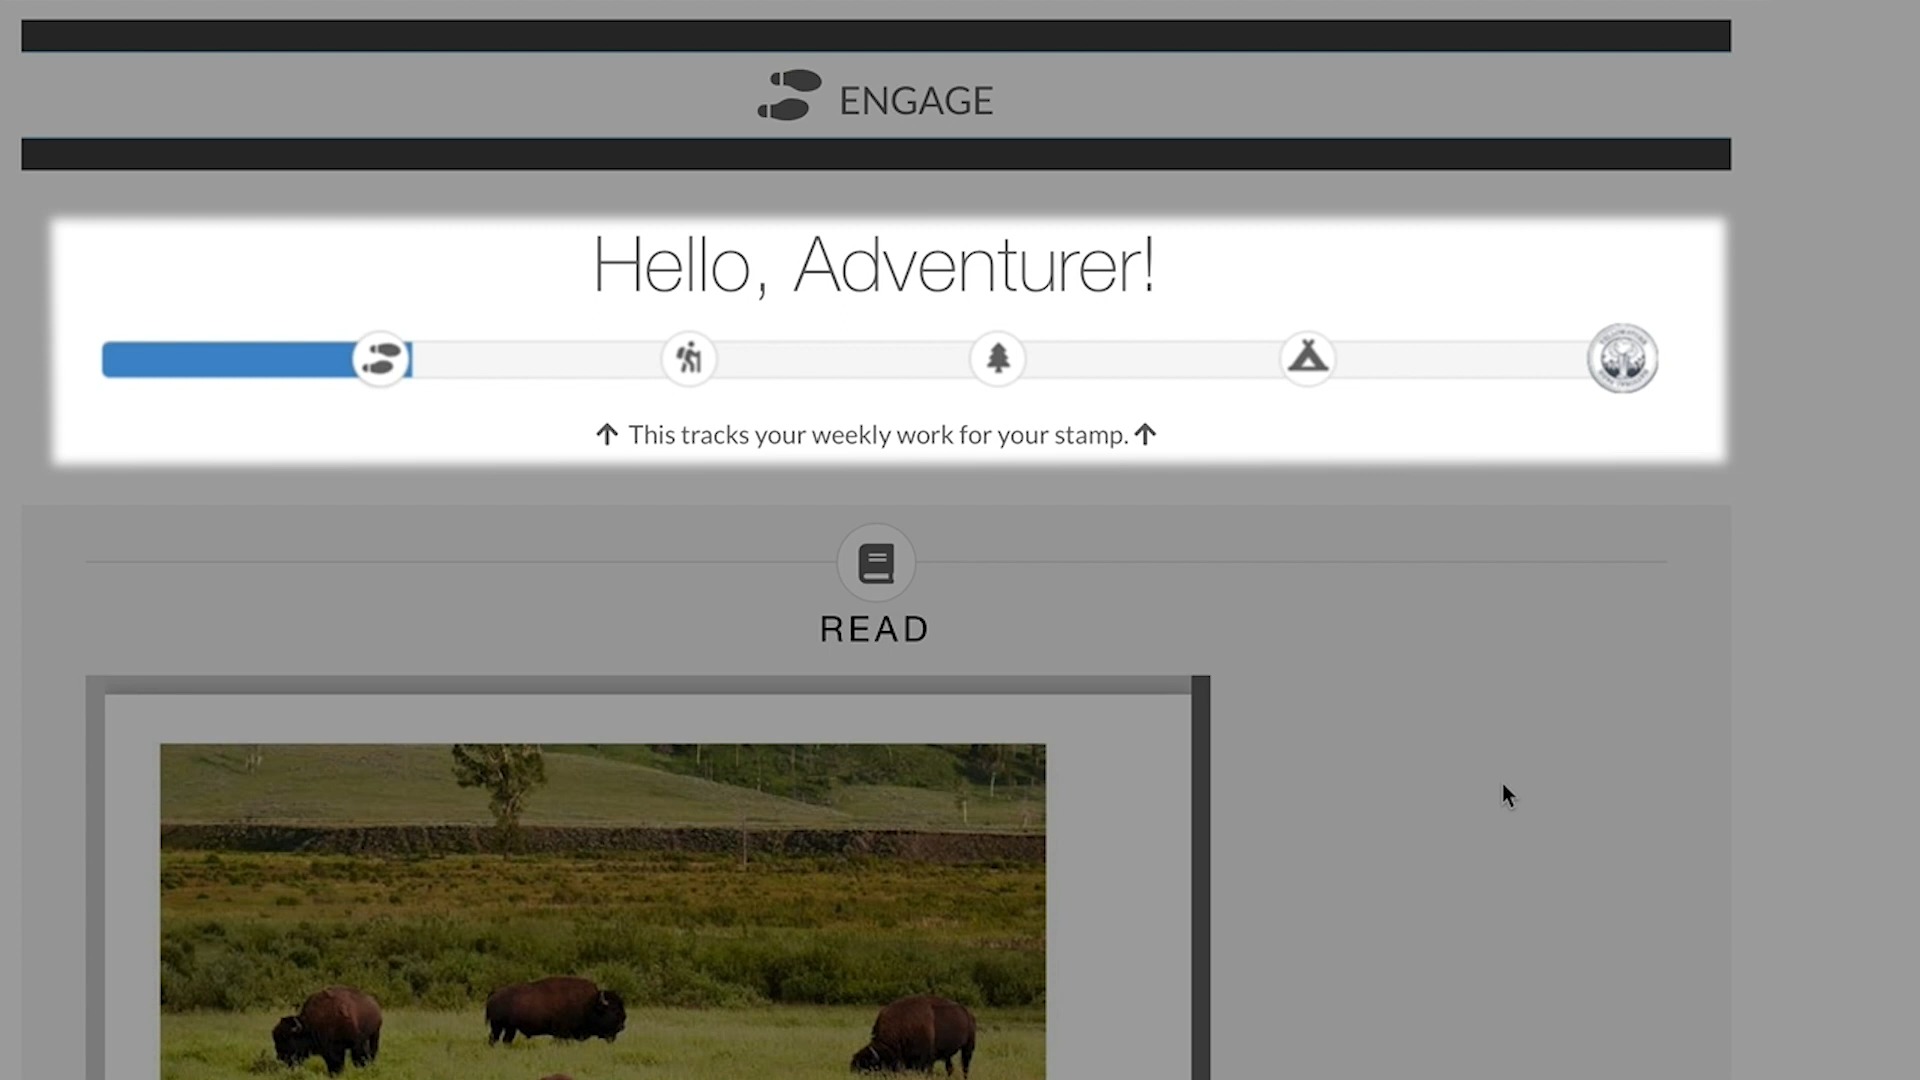 ENGAGE
Hello, Adventurer!
This tracks your weekly work for your stamp.
READ